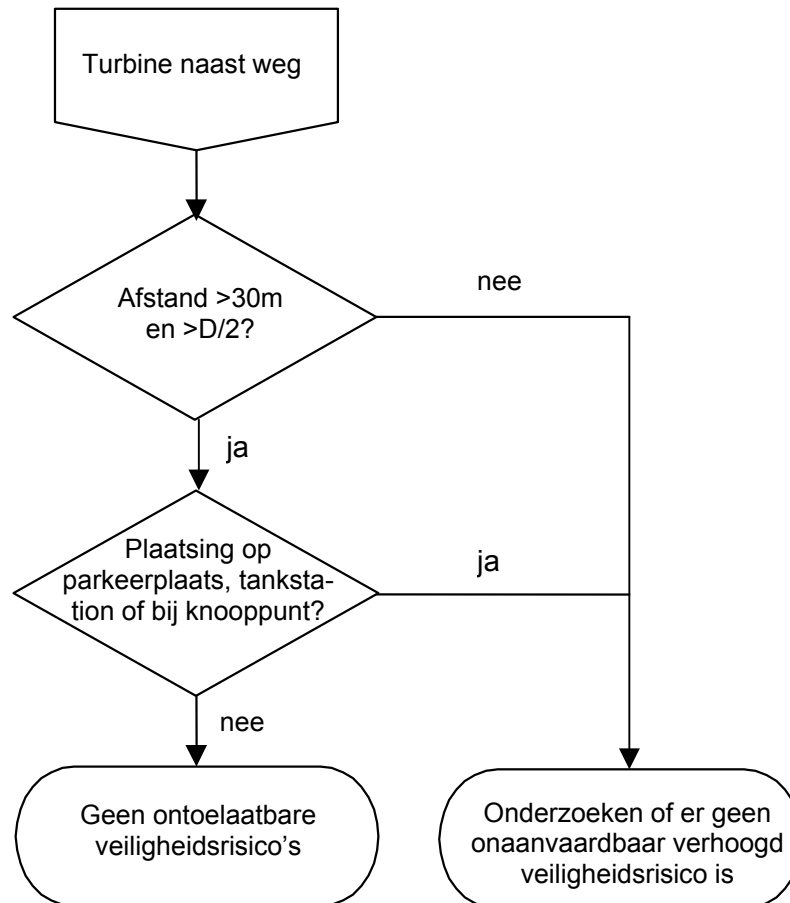 Turbine naast weg
Afstand >30m
en >D/2?
nee
ja
Plaatsing op
parkeerplaats, tanksta-
tion of bij knooppunt?
ja
nee
Geen ontoelaatbare
veiligheidsrisico’s
Onderzoeken of er geen
onaanvaardbaar verhoogd
veiligheidsrisico is